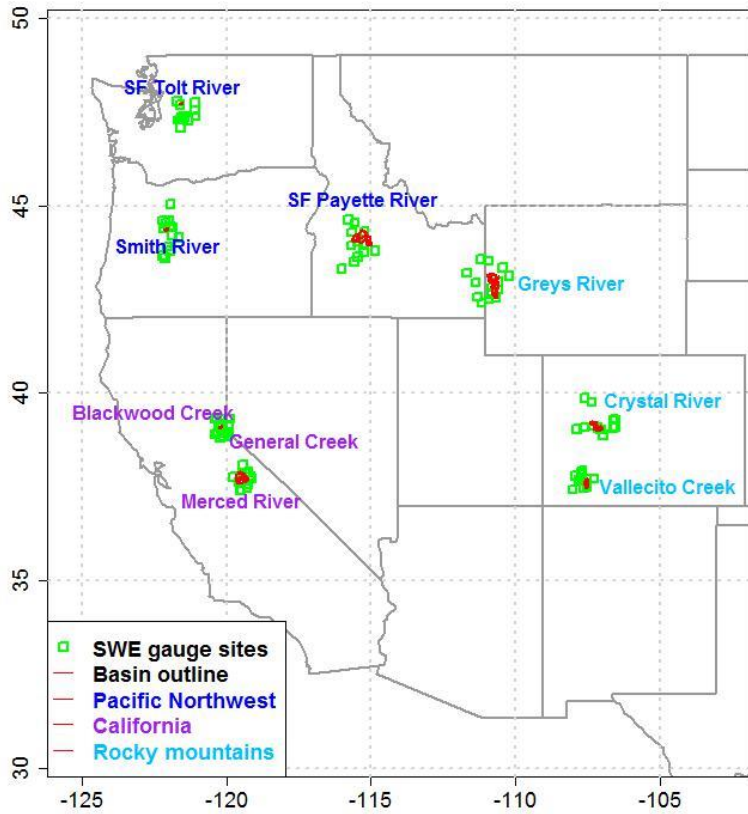 50
45
40
35
30
SF Tolt River
SF Payette River
Smith River
Greys River
Blackwood Creek
Crystal River
General Creek
Vallecito Creek
Merced River
SWE gauge sites
Basin outline
Pacific Northwest
California
Rocky mountains
-125 -120 -115 -110 -105